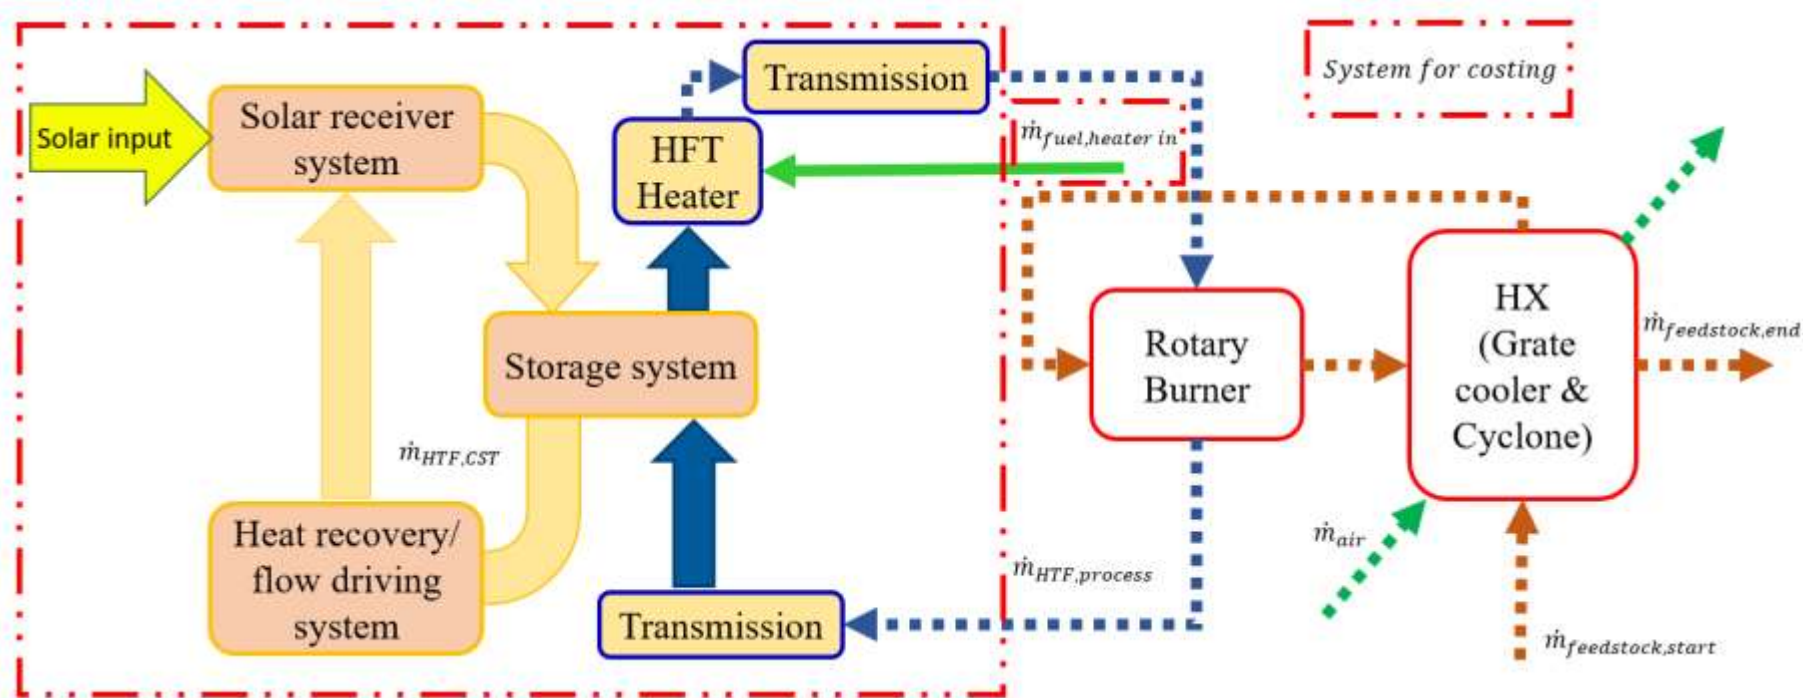 Transmission
System for costing
Solar input
Solar receiver
system
HFT
Heater
ṁfuel,heater in
Storage system
Rotary
Burner
HX
(Grate
cooler &
Cyclone)
ṁfeedstock,end
ṁHTF,CST
Heat recovery/
flow driving
system
Transmission
ṁHTF,process
ṁair
ṁfeedstock,start